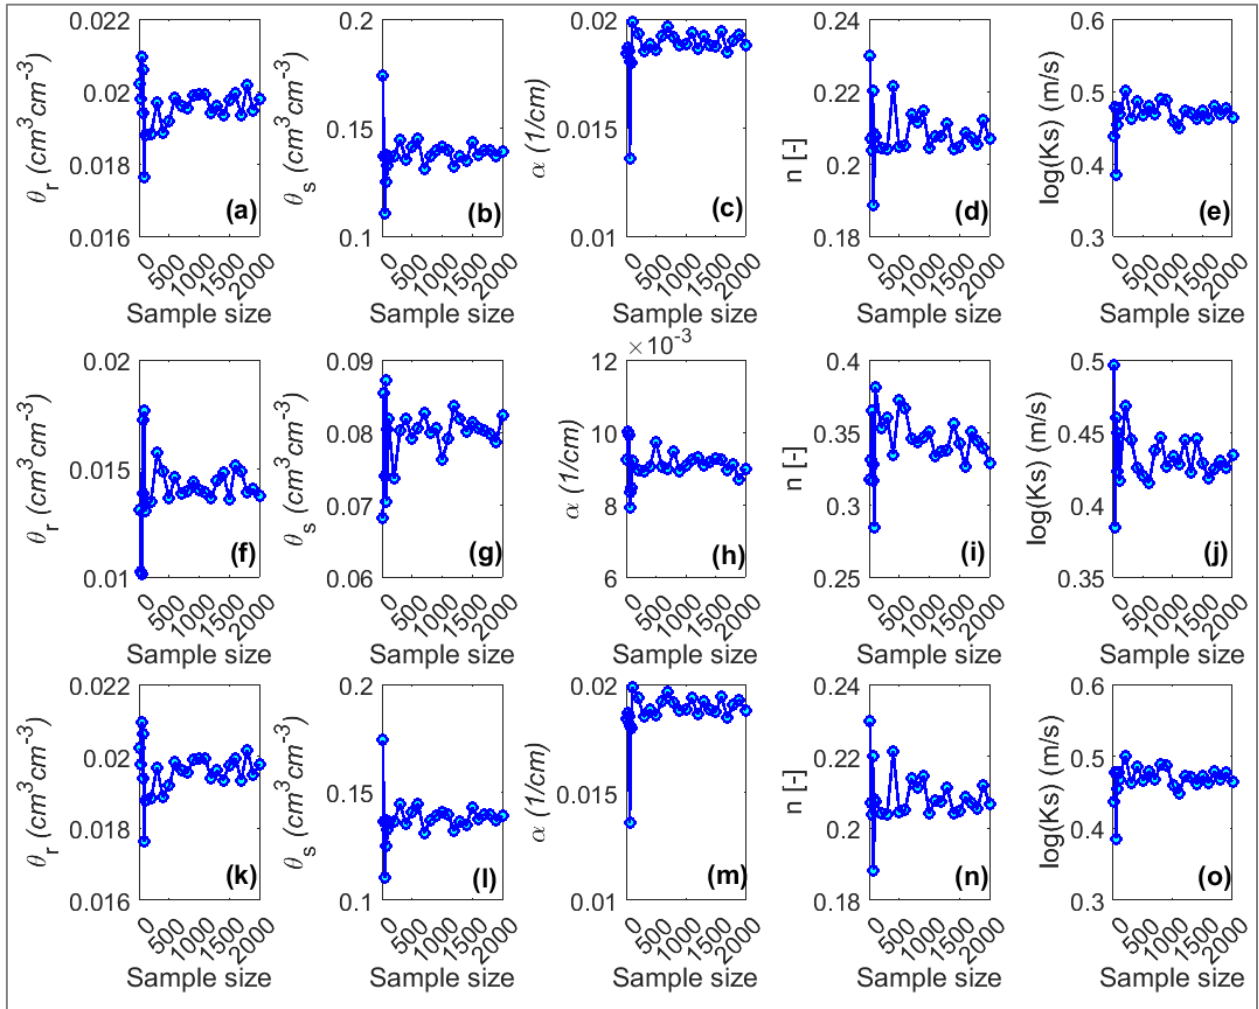 0.022
0.02
0.018
0.016
θr (cm3cm-3)
(a)
0
500
1000
1500
2000
Sample size
0.2
0.15
0.1
θs (cm3cm-3)
(b)
0
500
1000
1500
2000
Sample size
0.02
0.015
0.01
α (1/cm)
(c)
0
500
1000
1500
2000
Sample size
0.24
0.22
0.2
0.18
n [-]
(d)
0
500
1000
1500
2000
Sample size
0.6
0.5
0.4
0.3
log(Ks) (m/s)
(e)
0
500
1000
1500
2000
Sample size
0.02
0.015
0.01
θr (cm3cm-3)
(f)
0
500
1000
1500
2000
Sample size
0.09
0.08
0.07
0.06
θs (cm3cm-3)
(g)
0
500
1000
1500
2000
Sample size
× 10-3
12
10
8
6
α (1/cm)
(h)
0
500
1000
1500
2000
Sample size
0.4
0.35
0.3
0.25
n [-]
(i)
0
500
1000
1500
2000
Sample size
0.5
0.45
0.4
0.35
log(Ks) (m/s)
(j)
0
500
1000
1500
2000
Sample size
0.022
0.02
0.018
0.016
θr (cm3cm-3)
(k)
0
500
1000
1500
2000
Sample size
0.2
0.15
0.1
θs (cm3cm-3)
(l)
0
500
1000
1500
2000
Sample size
0.02
0.015
0.01
α (1/cm)
(m)
0
500
1000
1500
2000
Sample size
0.24
0.22
0.2
0.18
n [-]
(n)
0
500
1000
1500
2000
Sample size
0.6
0.5
0.4
0.3
log(Ks) (m/s)
(o)
0
500
1000
1500
2000
Sample size